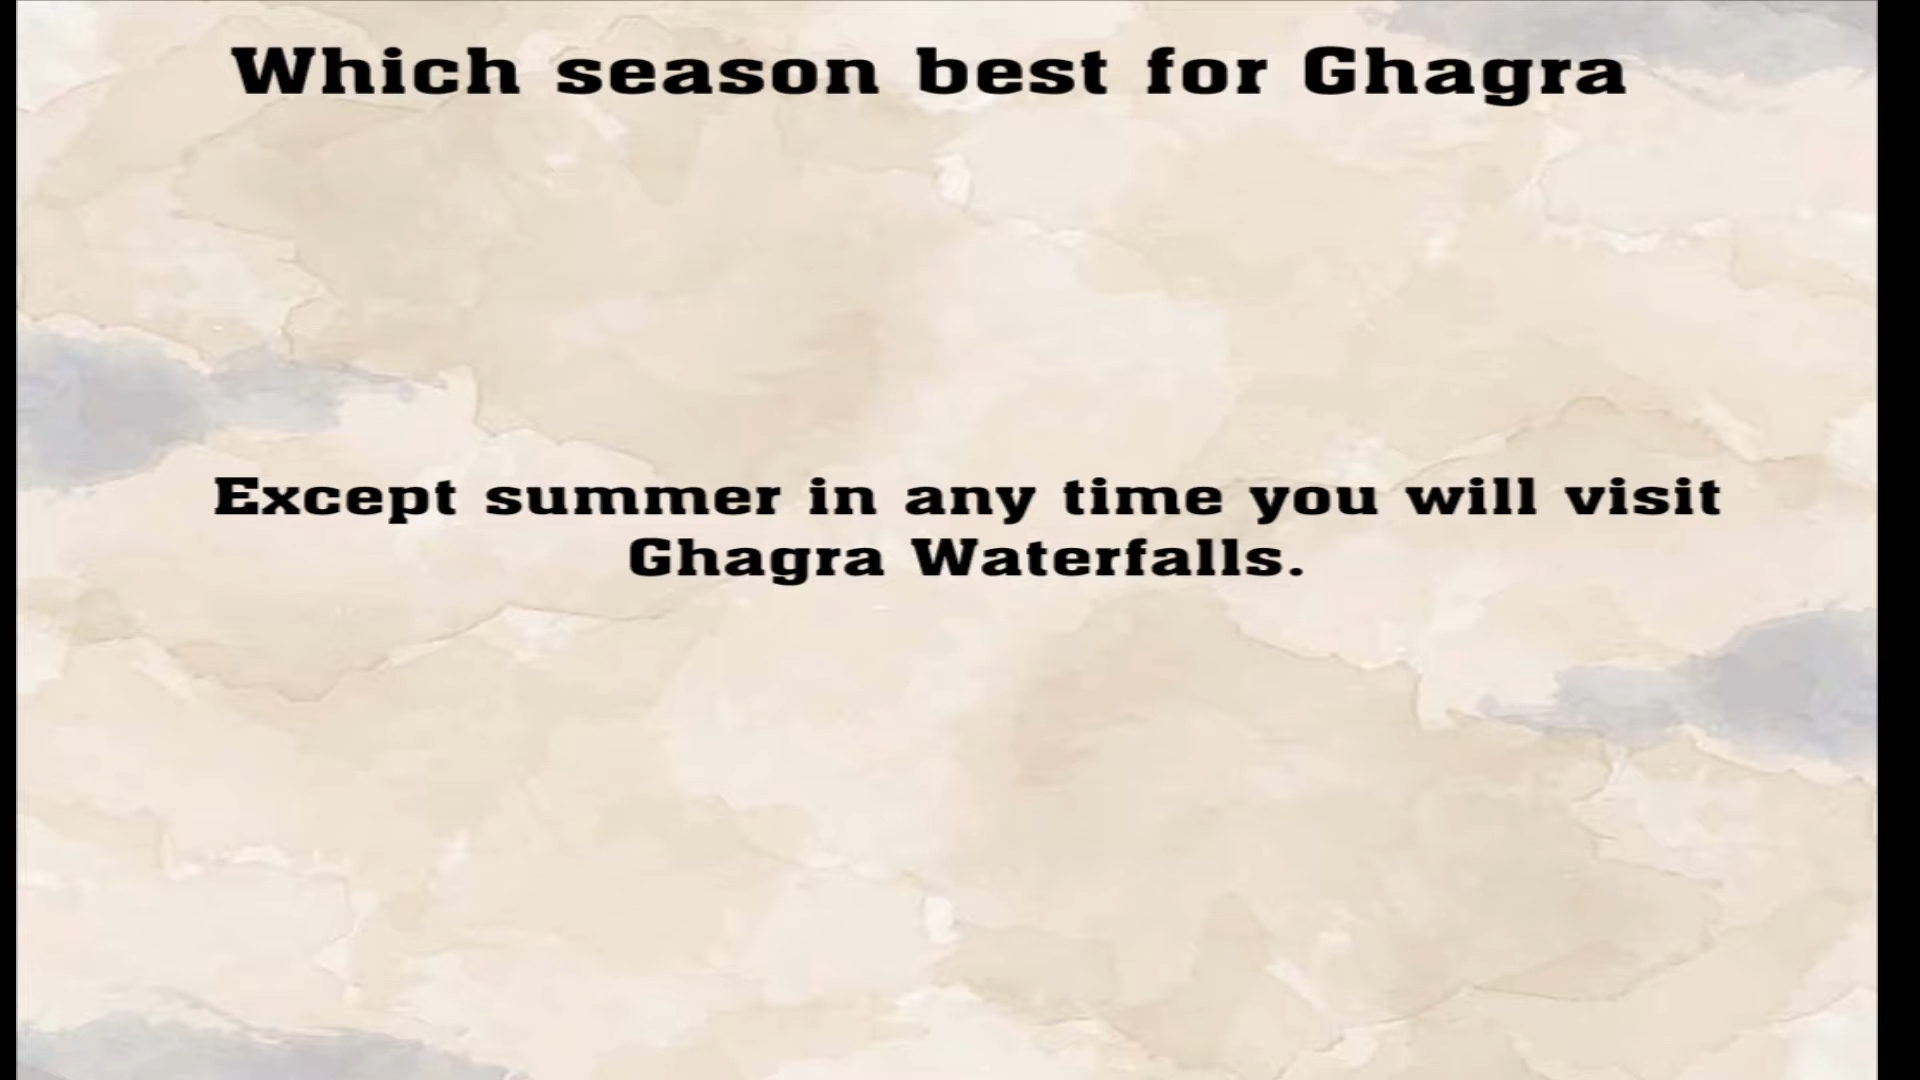 Which season best for Ghagra
Except summer in any time you will visit
Ghagra Waterfalls.